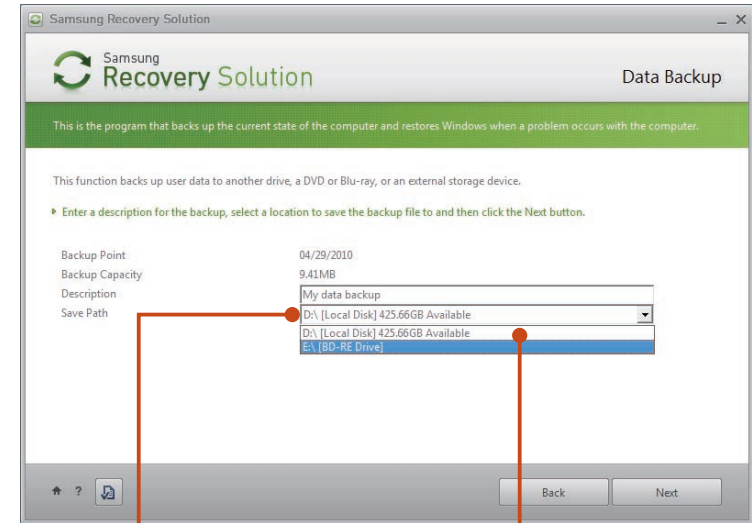 Samsung Recovery Solution
Samsung
Recovery Solution
Data Backup
This is the program that backs up the current state of the computer and restores Windows when a problem occurs with the computer.
This function backs up user data to another drive, a DVD or Blu-ray, or an external storage device.
Enter a description for the backup, select a location to save the backup file to and then click the Next button.
Backup Point 04/29/2010
Backup Capacity 9.41MB
Description My data backup
Save Path D:\ [Local Disk] 425.66GB Available
D:\ [Local Disk] 425.66GB Available
E:\ [BD-RE Drive]
? Back Next